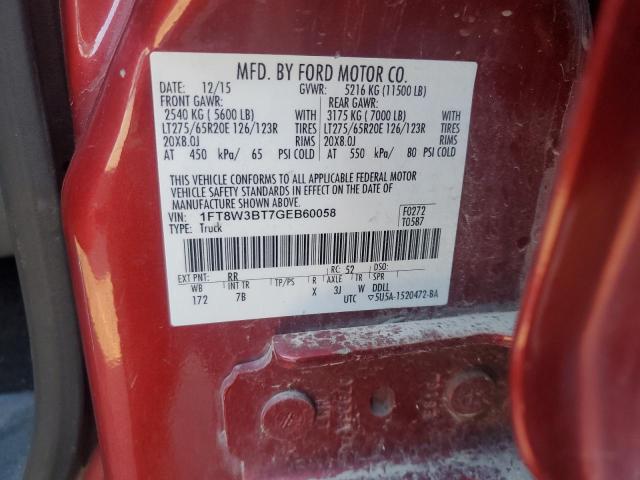 MFD. BY FORD MOTOR CO.
DATE: 12/15 GVWR: 5216 KG (11500 LB)
FRONT GAWR: REAR GAWR:
2540 KG (5600 LB) WITH 3175 KG (7000 LB) WITH
LT275/65R20E 126/123R TIRES LT275/65R20E 126/123R TIRES
20X8.0J RIMS 20X8.0J RIMS
AT 450 kPa/ 65 PSI COLD AT 550 kPa/ 80 PSI COLD
THIS VEHICLE CONFORMS TO ALL APPLICABLE FEDERAL MOTOR
VEHICLE SAFETY STANDARDS IN EFFECT ON THE DATE OF
MANUFACTURE SHOWN ABOVE.
VIN: 1FT8W3BT7GEB60058 F0272
TYPE: Truck T0587
EXT PNT: RR RC: 52 DSO:
WB INT TR TP/PS R AXLE TR W DDLL
172 7B X 3J
UTC ▽5U5A-1520472-BA